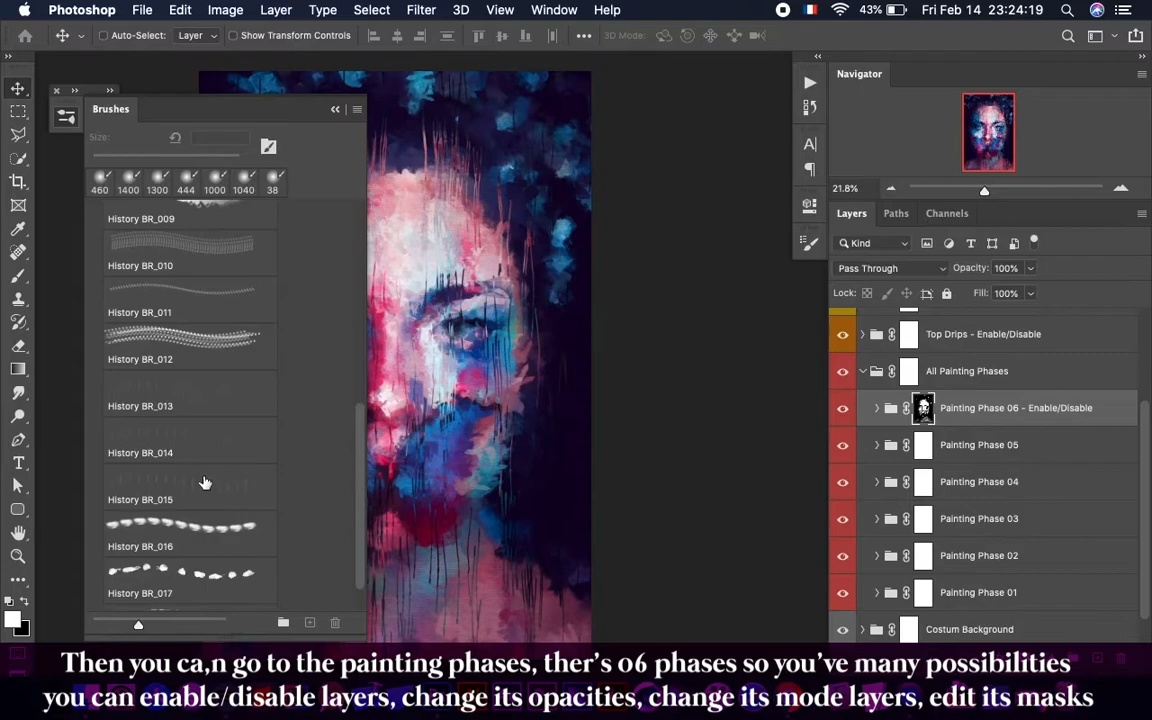 Photoshop File Edit Image Layer Type Select Filter 3D View Window Help 43% Fri Feb 14 23:24:19
Auto-Select: Layer Show Transform Controls 3D Mode:
Navigator
Brushes
Size:
460 1400 1300 444 1000 1040 38
21.8%
Layers Paths Channels
Kind
Pass Through Opacity: 100%
Lock: Fill: 100%
History BR_009
History BR_010
History BR_011
History BR_012
History BR_013
History BR_014
History BR_015
History BR_016
History BR_017
Top Drips - Enable/Disable
All Painting Phases
Painting Phase 06 - Enable/Disable
Painting Phase 05
Painting Phase 04
Painting Phase 03
Painting Phase 02
Painting Phase 01
Costum Background
Then you ca,n go to the painting phases, ther's 06 phases so you've many possibilities
you can enable/disable layers, change its opacities, change its mode layers, edit its masks